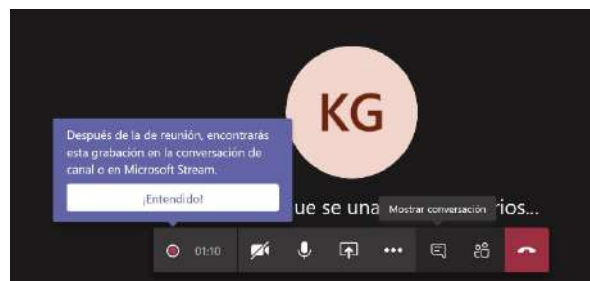 KG
Después de la de reunión, encontrarás
esta grabación en la conversación de
canal o en Microsoft Stream.
¡Entendido!
ue se una
Mostrar conversación
rios...
01:10